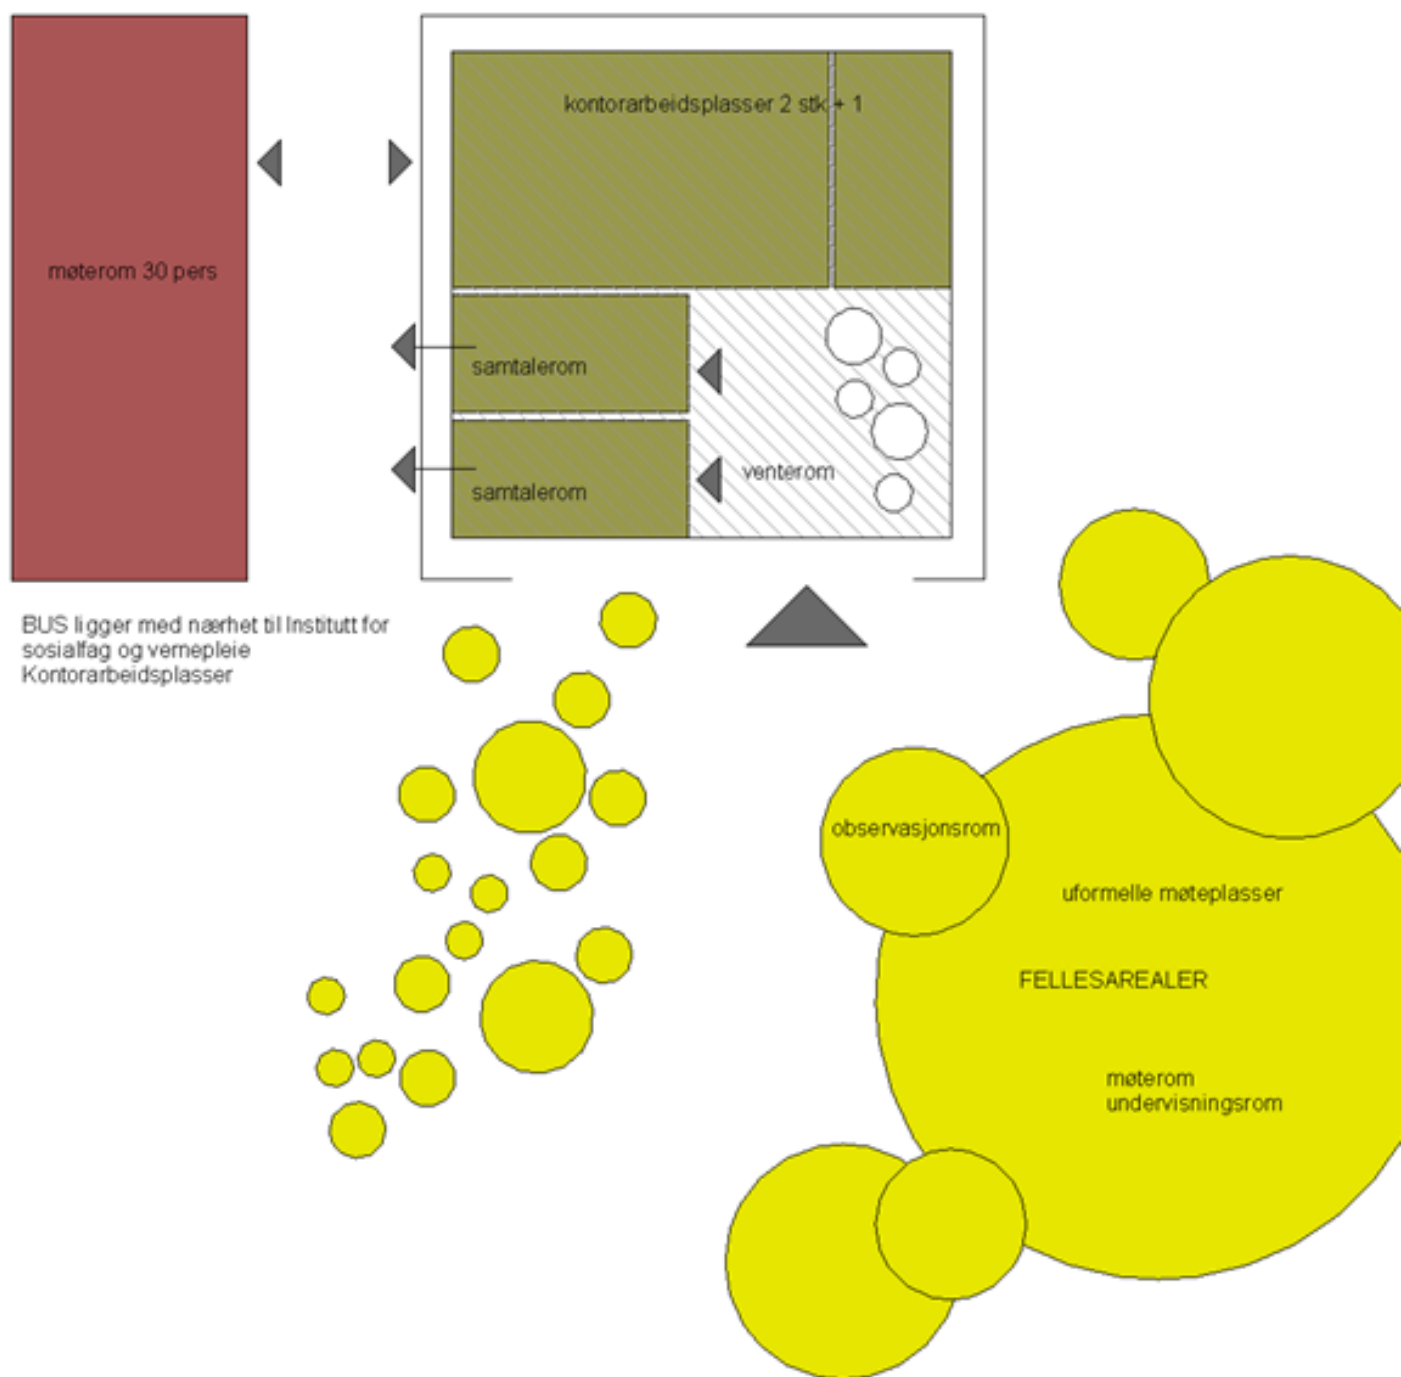 kontorarbeidsplasser 2 stk + 1
møterom 30 pers
samtalerom
samtalerom
venterom
BUS ligger med nærhet til Institutt for
sosialfag og vernepleie
Kontorarbeidsplasser
observasjonsrom
uformelle møteplasser
FELLESAREALER
møterom
undervisningsrom